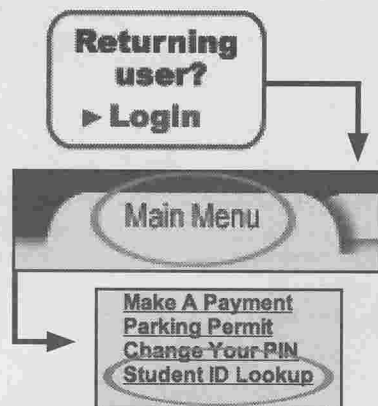 Returning
user?
► Login
Main Menu
Make A Payment
Parking Permit
Change Your PIN
Student ID Lookup